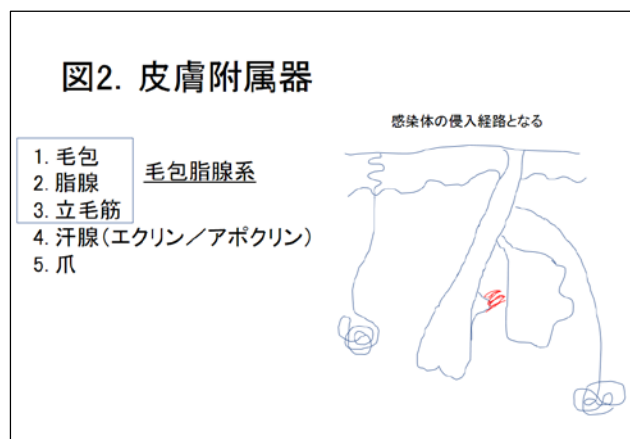 図2. 皮膚附属器
感染体の侵入経路となる
1. 毛包
2. 脂腺
毛包脂腺系
3. 立毛筋
4. 汗腺（エクリン／アポクリン）
5. 爪